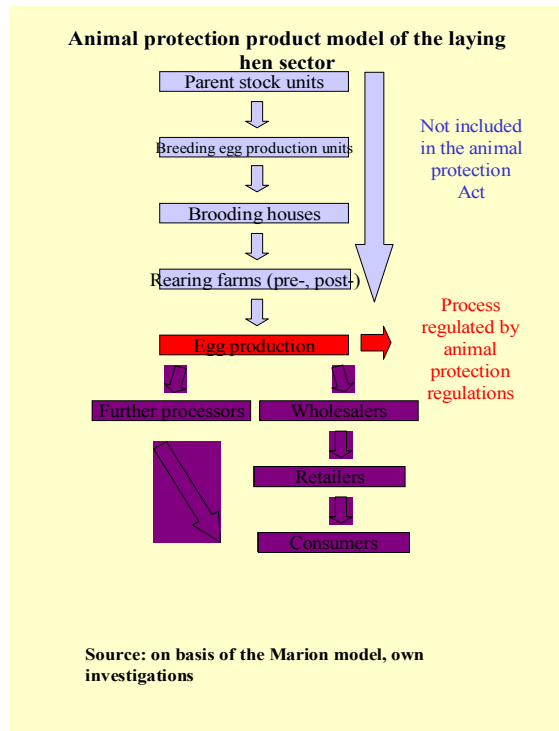 Animal protection product model of the laying
hen sector
Parent stock units
Breeding egg production units
Brooding houses
Rearing farms (pre-, post-)
Egg production
Further processors
Wholesalers
Retailers
Consumers
Not included
in the animal
protection
Act
Process
regulated by
animal
protection
regulations
Source: on basis of the Marion model, own
investigations